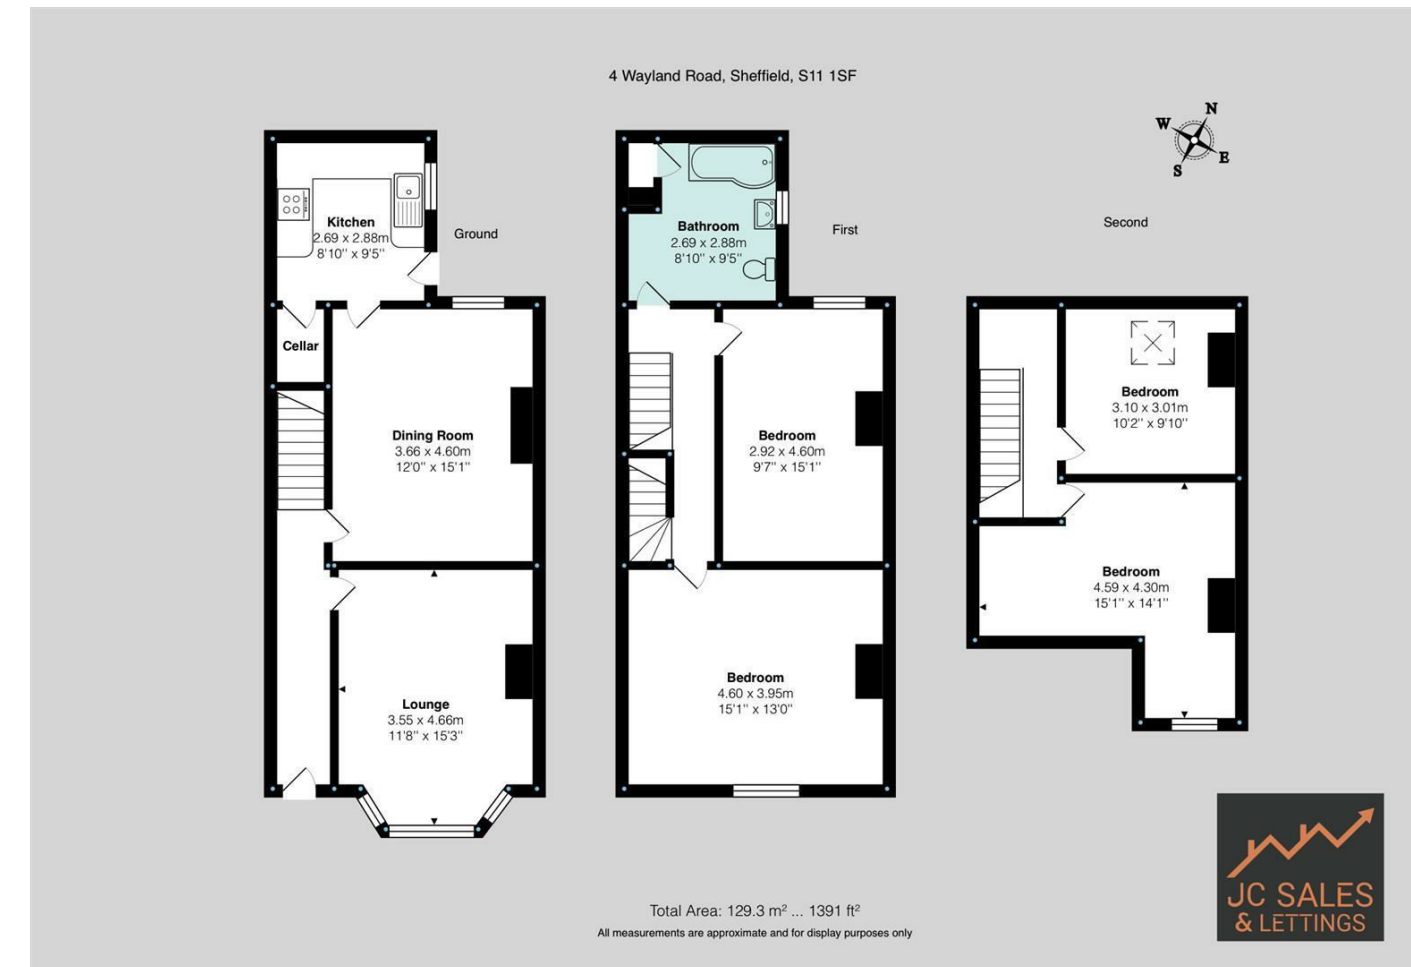 4 Wayland Road, Sheffield, S11 1SF
N
W
E
S
Kitchen
2.69 x 2.88m
8'10'' x 9'5''
Ground
Cellar
Dining Room
3.66 x 4.60m
12'0'' x 15'1''
Lounge
3.55 x 4.66m
11'8'' x 15'3''
Bathroom
2.69 x 2.88m
8'10'' x 9'5''
First
Bedroom
2.92 x 4.60m
9'7'' x 15'1''
Bedroom
4.60 x 3.95m
15'1'' x 13'0''
Second
Bedroom
3.10 x 3.01m
10'2'' x 9'10''
Bedroom
4.59 x 4.30m
15'1'' x 14'1''
Total Area: 129.3 m² ... 1391 ft²
All measurements are approximate and for display purposes only
JC SALES
& LETTINGS